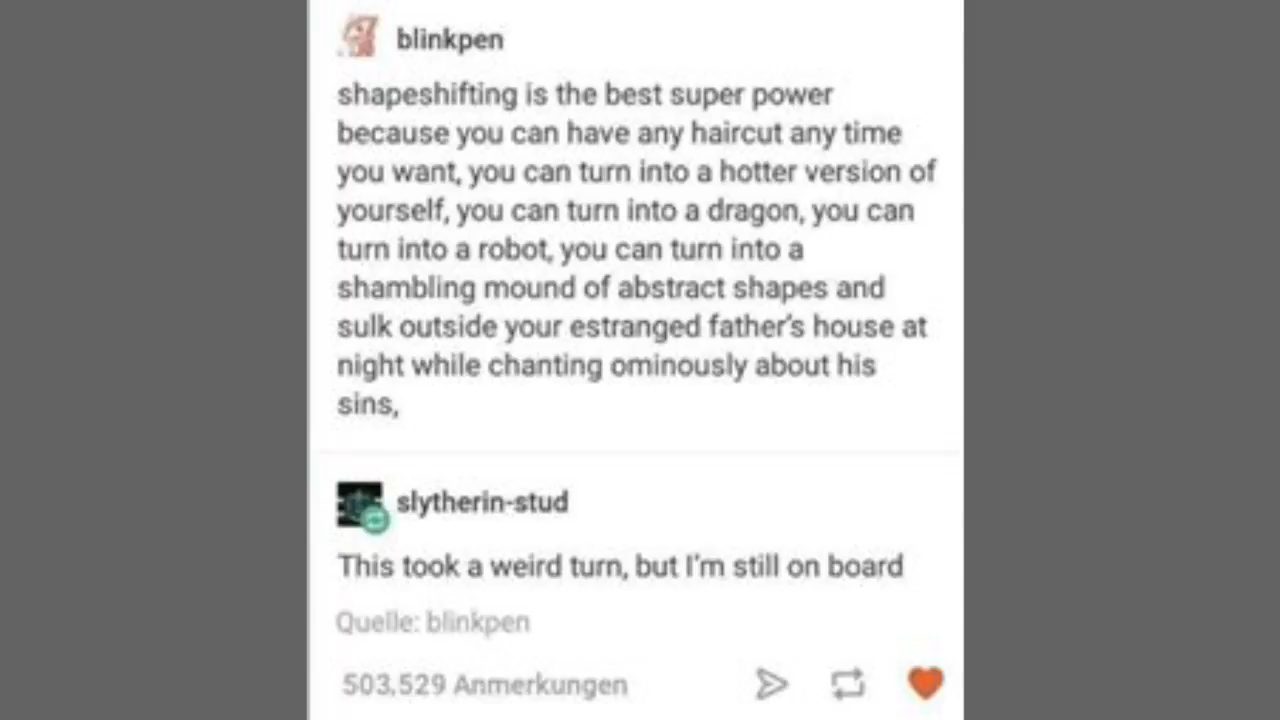 blinkpen
shapeshifting is the best super power
because you can have any haircut any time
you want, you can turn into a hotter version of
yourself, you can turn into a dragon, you can
turn into a robot, you can turn into a
shambling mound of abstract shapes and
sulk outside your estranged father's house at
night while chanting ominously about his
sins,
slytherin-stud
This took a weird turn, but I'm still on board
Quelle: blinkpen
503,529 Anmerkungen